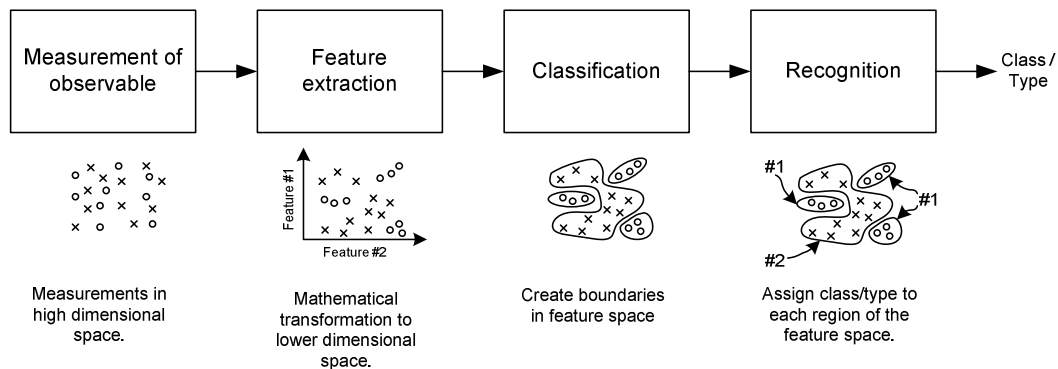 Measurement of
observable
Feature
extraction
Classification
Recognition
Class /
Type
Feature #1
Feature #2
#1
#1
#2
Measurements in
high dimensional
space.
Mathematical
transformation to
lower dimensional
space.
Create boundaries
in feature space
Assign class/type to
each region of the
feature space.